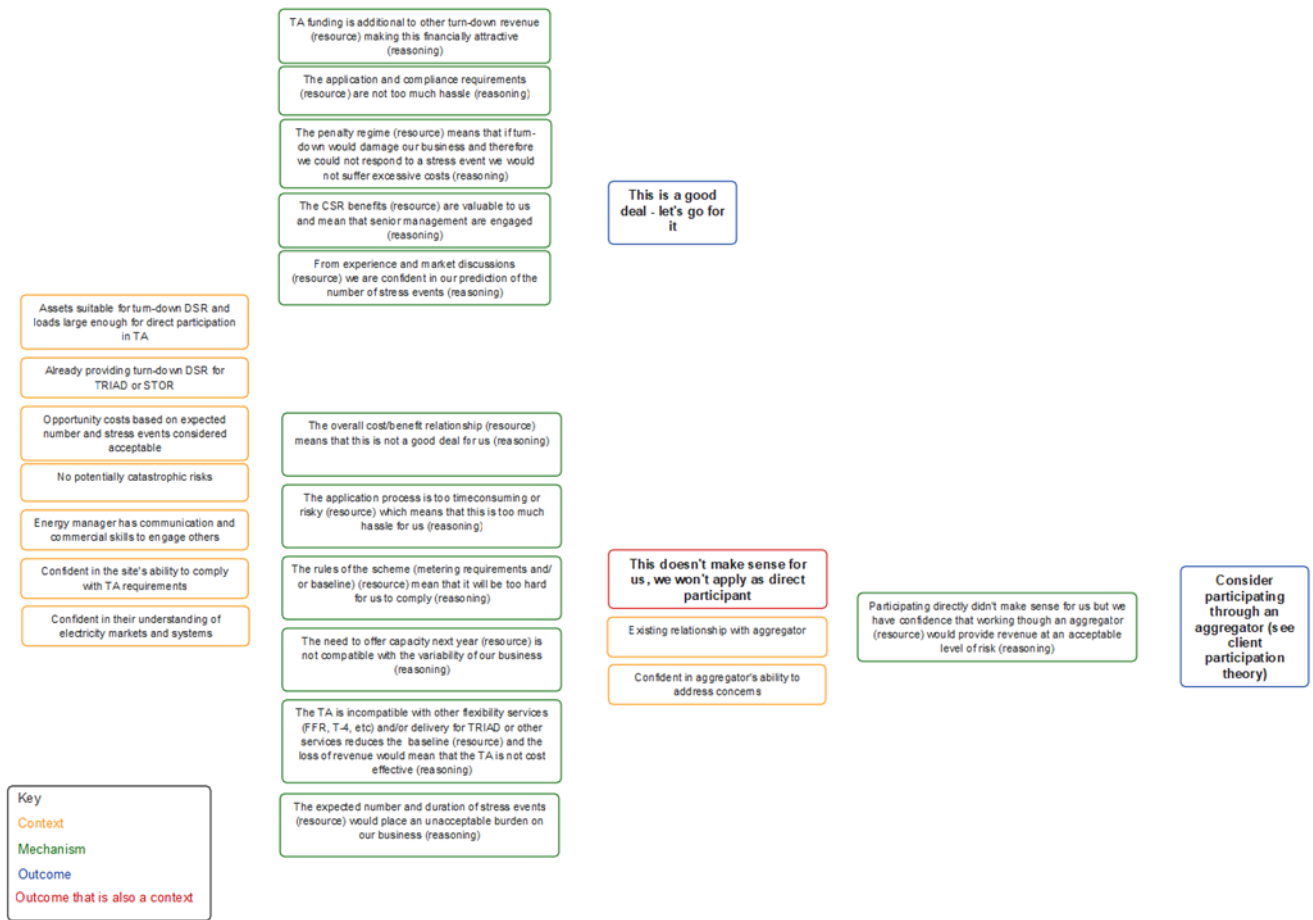 TA funding is additional to other turn-down revenue
(resource) making this financially attractive
(reasoning)
The application and compliance requirements
(resource) are not too much hassle (reasoning)
The penalty regime (resource) means that if turn-
down would damage our business and therefore
we could not respond to a stress event we would
not suffer excessive costs (reasoning)
The CSR benefits (resource) are valuable to us
and mean that senior management are engaged
(reasoning)
From experience and market discussions
(resource) we are confident in our prediction of the
number of stress events (reasoning)
This is a good
deal - let's go for
it
Assets suitable for turn-down DSR and
loads large enough for direct participation
in TA
Already providing turn-down DSR for
TRIAD or STOR
Opportunity costs based on expected
number and stress events considered
acceptable
No potentially catastrophic risks
Energy manager has communication and
commercial skills to engage others
Confident in the site's ability to comply
with TA requirements
Confident in their understanding of
electricity markets and systems
The overall cost/benefit relationship (resource)
means that this is not a good deal for us (reasoning)
The application process is too timeconsuming or
risky (resource) which means that this is too much
hassle for us (reasoning)
The rules of the scheme (metering requirements and/
or baseline) (resource) mean that it will be too hard
for us to comply (reasoning)
The need to offer capacity next year (resource) is
not compatible with the variability of our business
(reasoning)
The TA is incompatible with other flexibility services
(FFR, T-4, etc) and/or delivery for TRIAD or other
services reduces the baseline (resource) and the
loss of revenue would mean that the TA is not cost
effective (reasoning)
The expected number and duration of stress events
(resource) would place an unacceptable burden on
our business (reasoning)
This doesn't make sense for
us, we won't apply as direct
participant
Existing relationship with aggregator
Confident in aggregator's ability to
address concerns
Participating directly didn't make sense for us but we
have confidence that working though an aggregator
(resource) would provide revenue at an acceptable
level of risk (reasoning)
Consider
participating
through an
aggregator (see
client
participation
theory)
Key
Context
Mechanism
Outcome
Outcome that is also a context